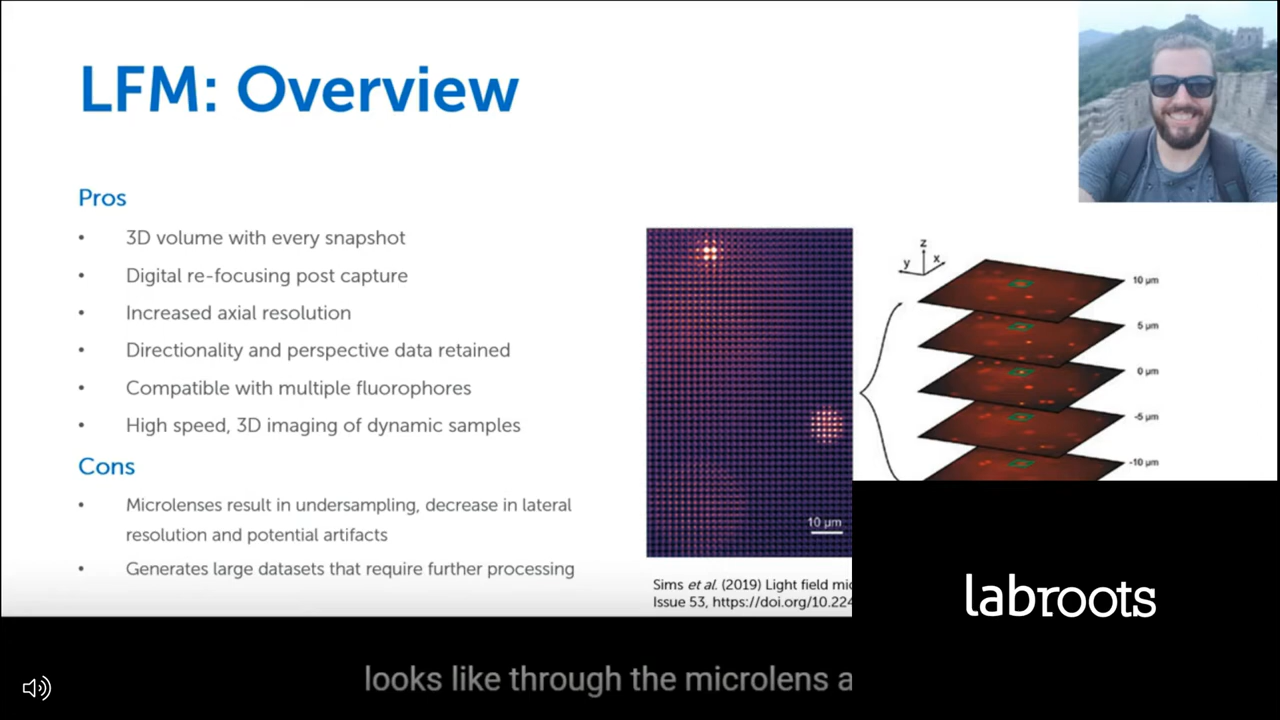 LFM: Overview
Pros
• 3D volume with every snapshot
• Digital re-focusing post capture
• Increased axial resolution
• Directionality and perspective data retained
• Compatible with multiple fluorophores
• High speed, 3D imaging of dynamic samples
Cons
• Microlenses result in undersampling, decrease in lateral
resolution and potential artifacts
• Generates large datasets that require further processing
10 µm
Sims et al. (2019) Light field mic
Issue 53, https://doi.org/10.224
z
y x
10 µm
5 µm
0 µm
-5 µm
-10 µm
labroots
looks like through the microlens a